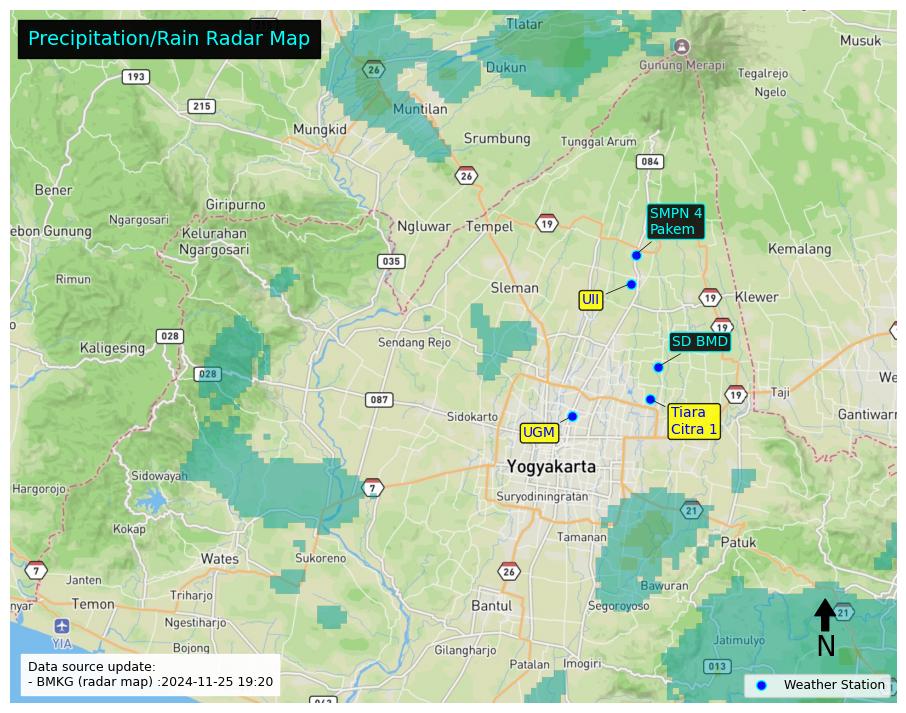 Precipitation/Rain Radar Map
Tlatar
Musuk
26
Dukun
Gunung Merapi
Tegalrejo
193
Ngelo
215
Muntilan
Mungkid
Srumbung
Tunggal Arum
084
26
Bener
Giripurno
SMPN 4
Pakem
Ngargosari
Ngluwar
Tempel
19
ebon Gunung
Kelurahan
Ngargosari
Kemalang
035
Rimun
Sleman
UII
19
Klewer
028
Sendang Rejo
19
SD BMD
Kaligesing
028
We
087
19
Taji
Sidokarto
Tiara
Citra 1
Gantiwarn
UGM
Yogyakarta
Sidowayah
Hargorojo
7
Suryodiningratan
21
Kokap
Tamanan
Patuk
Wates
Sukoreno
7
26
Janten
Bawuran
Triharjo
nyar
Temon
Bantul
Segoroyoso
21
Ngestiharjo
YIA
Jatimulyo
N
Bojong
Gilangharjo
Patalan
Imogiri
013
Data source update:
- BMKG (radar map) :2024-11-25 19:20
Weather Station